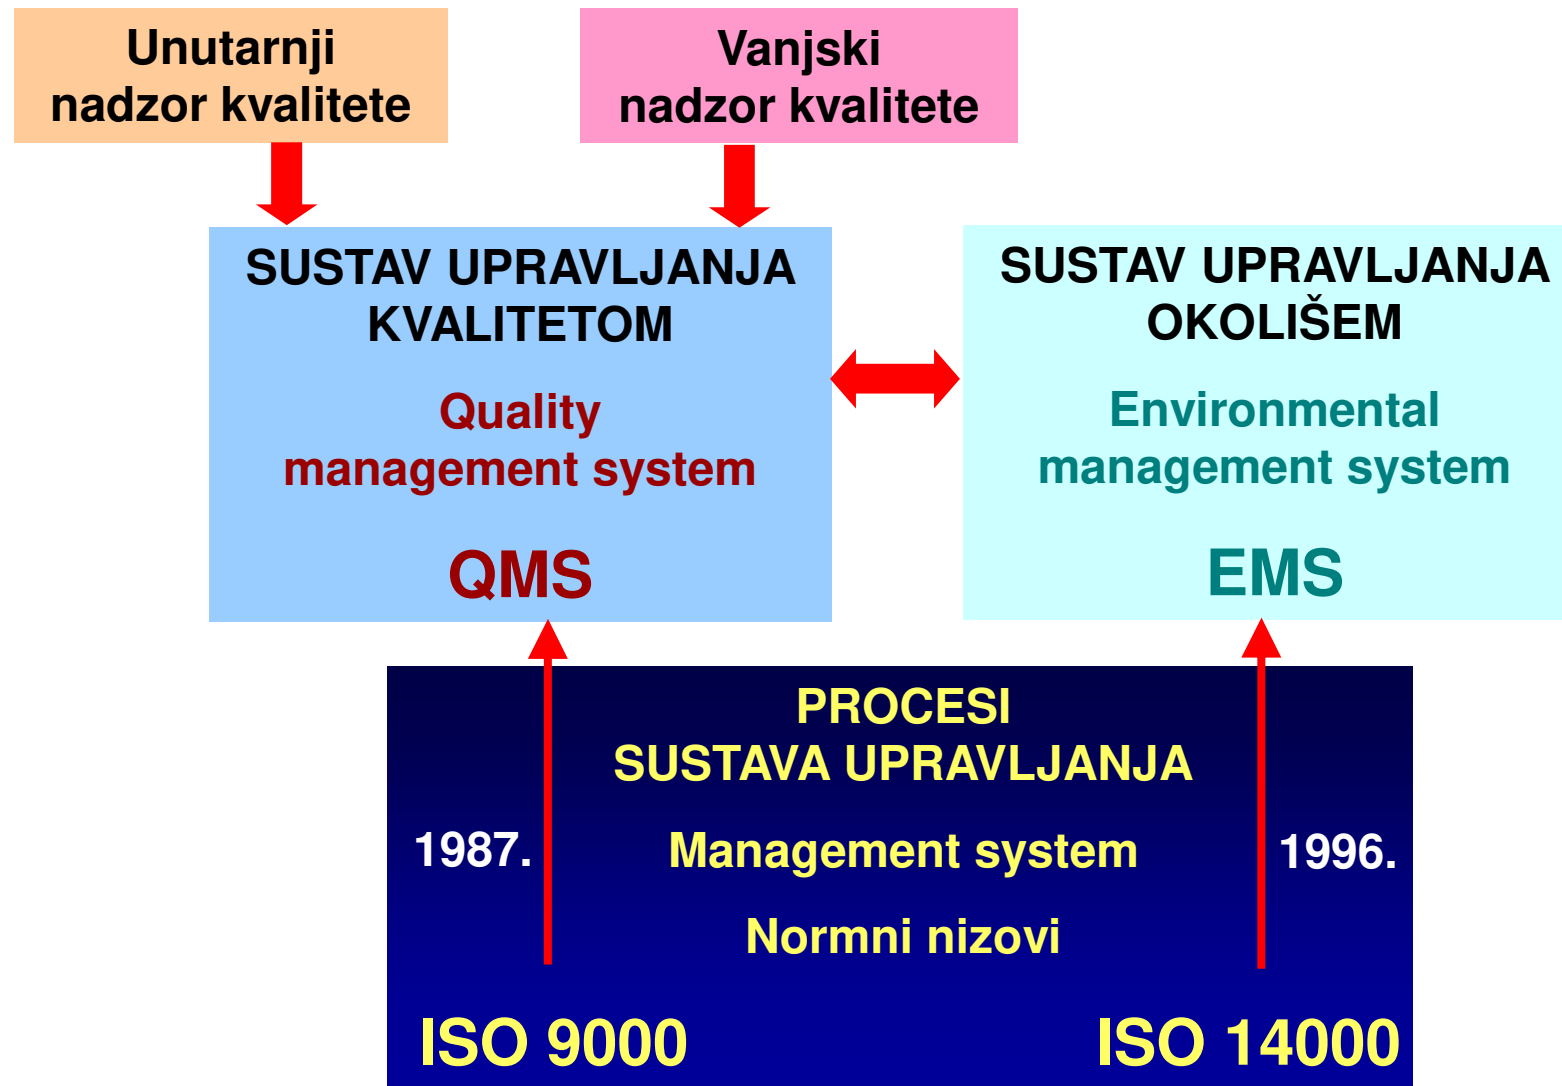 Unutarnji
nadzor kvalitete
Vanjski
nadzor kvalitete
SUSTAV UPRAVLJANJA
KVALITETOM
Quality
management system
QMS
SUSTAV UPRAVLJANJA
OKOLIŠEM
Environmental
management system
EMS
PROCESI
SUSTAVA UPRAVLJANJA
1987.
Management system
1996.
Normni nizovi
ISO 9000
ISO 14000